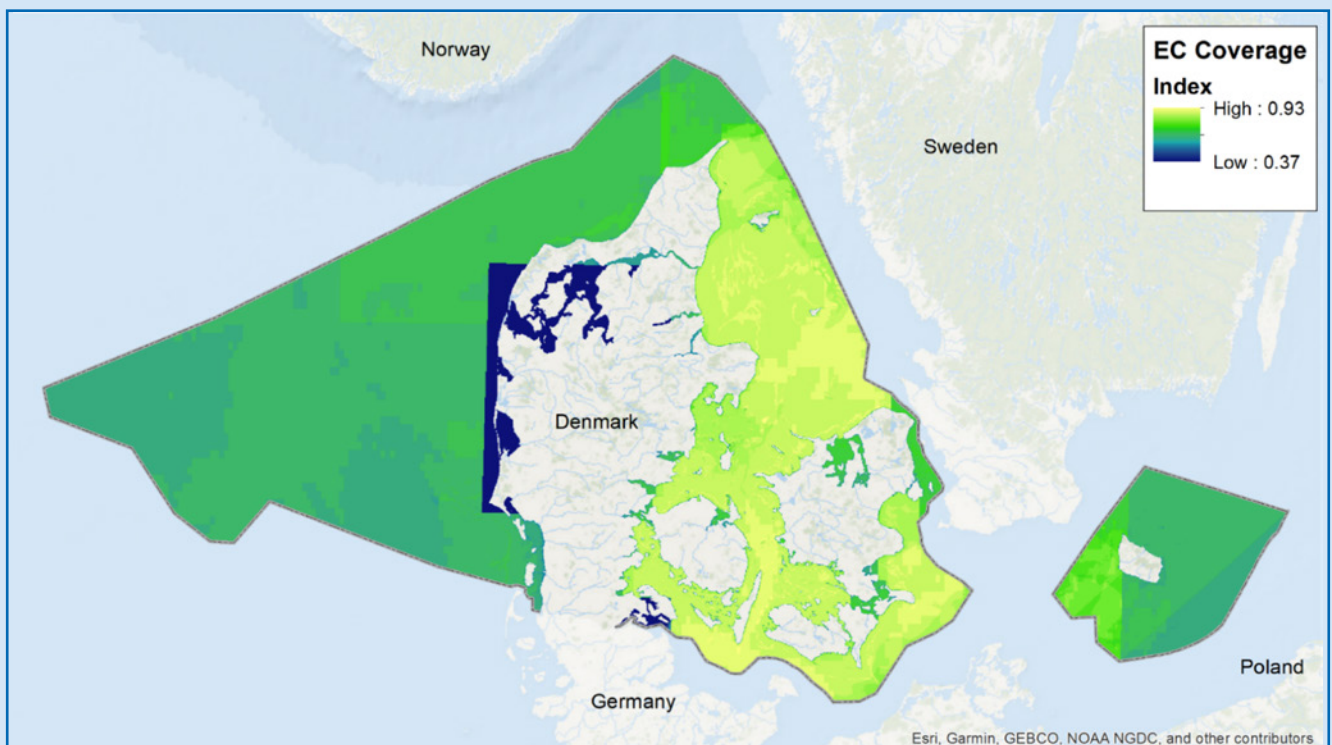 Norway
EC Coverage
Index
High : 0.93
Low : 0.37
Sweden
Denmark
Germany
Poland
Esri, Garmin, GEBCO, NOAA NGDC, and other contributors